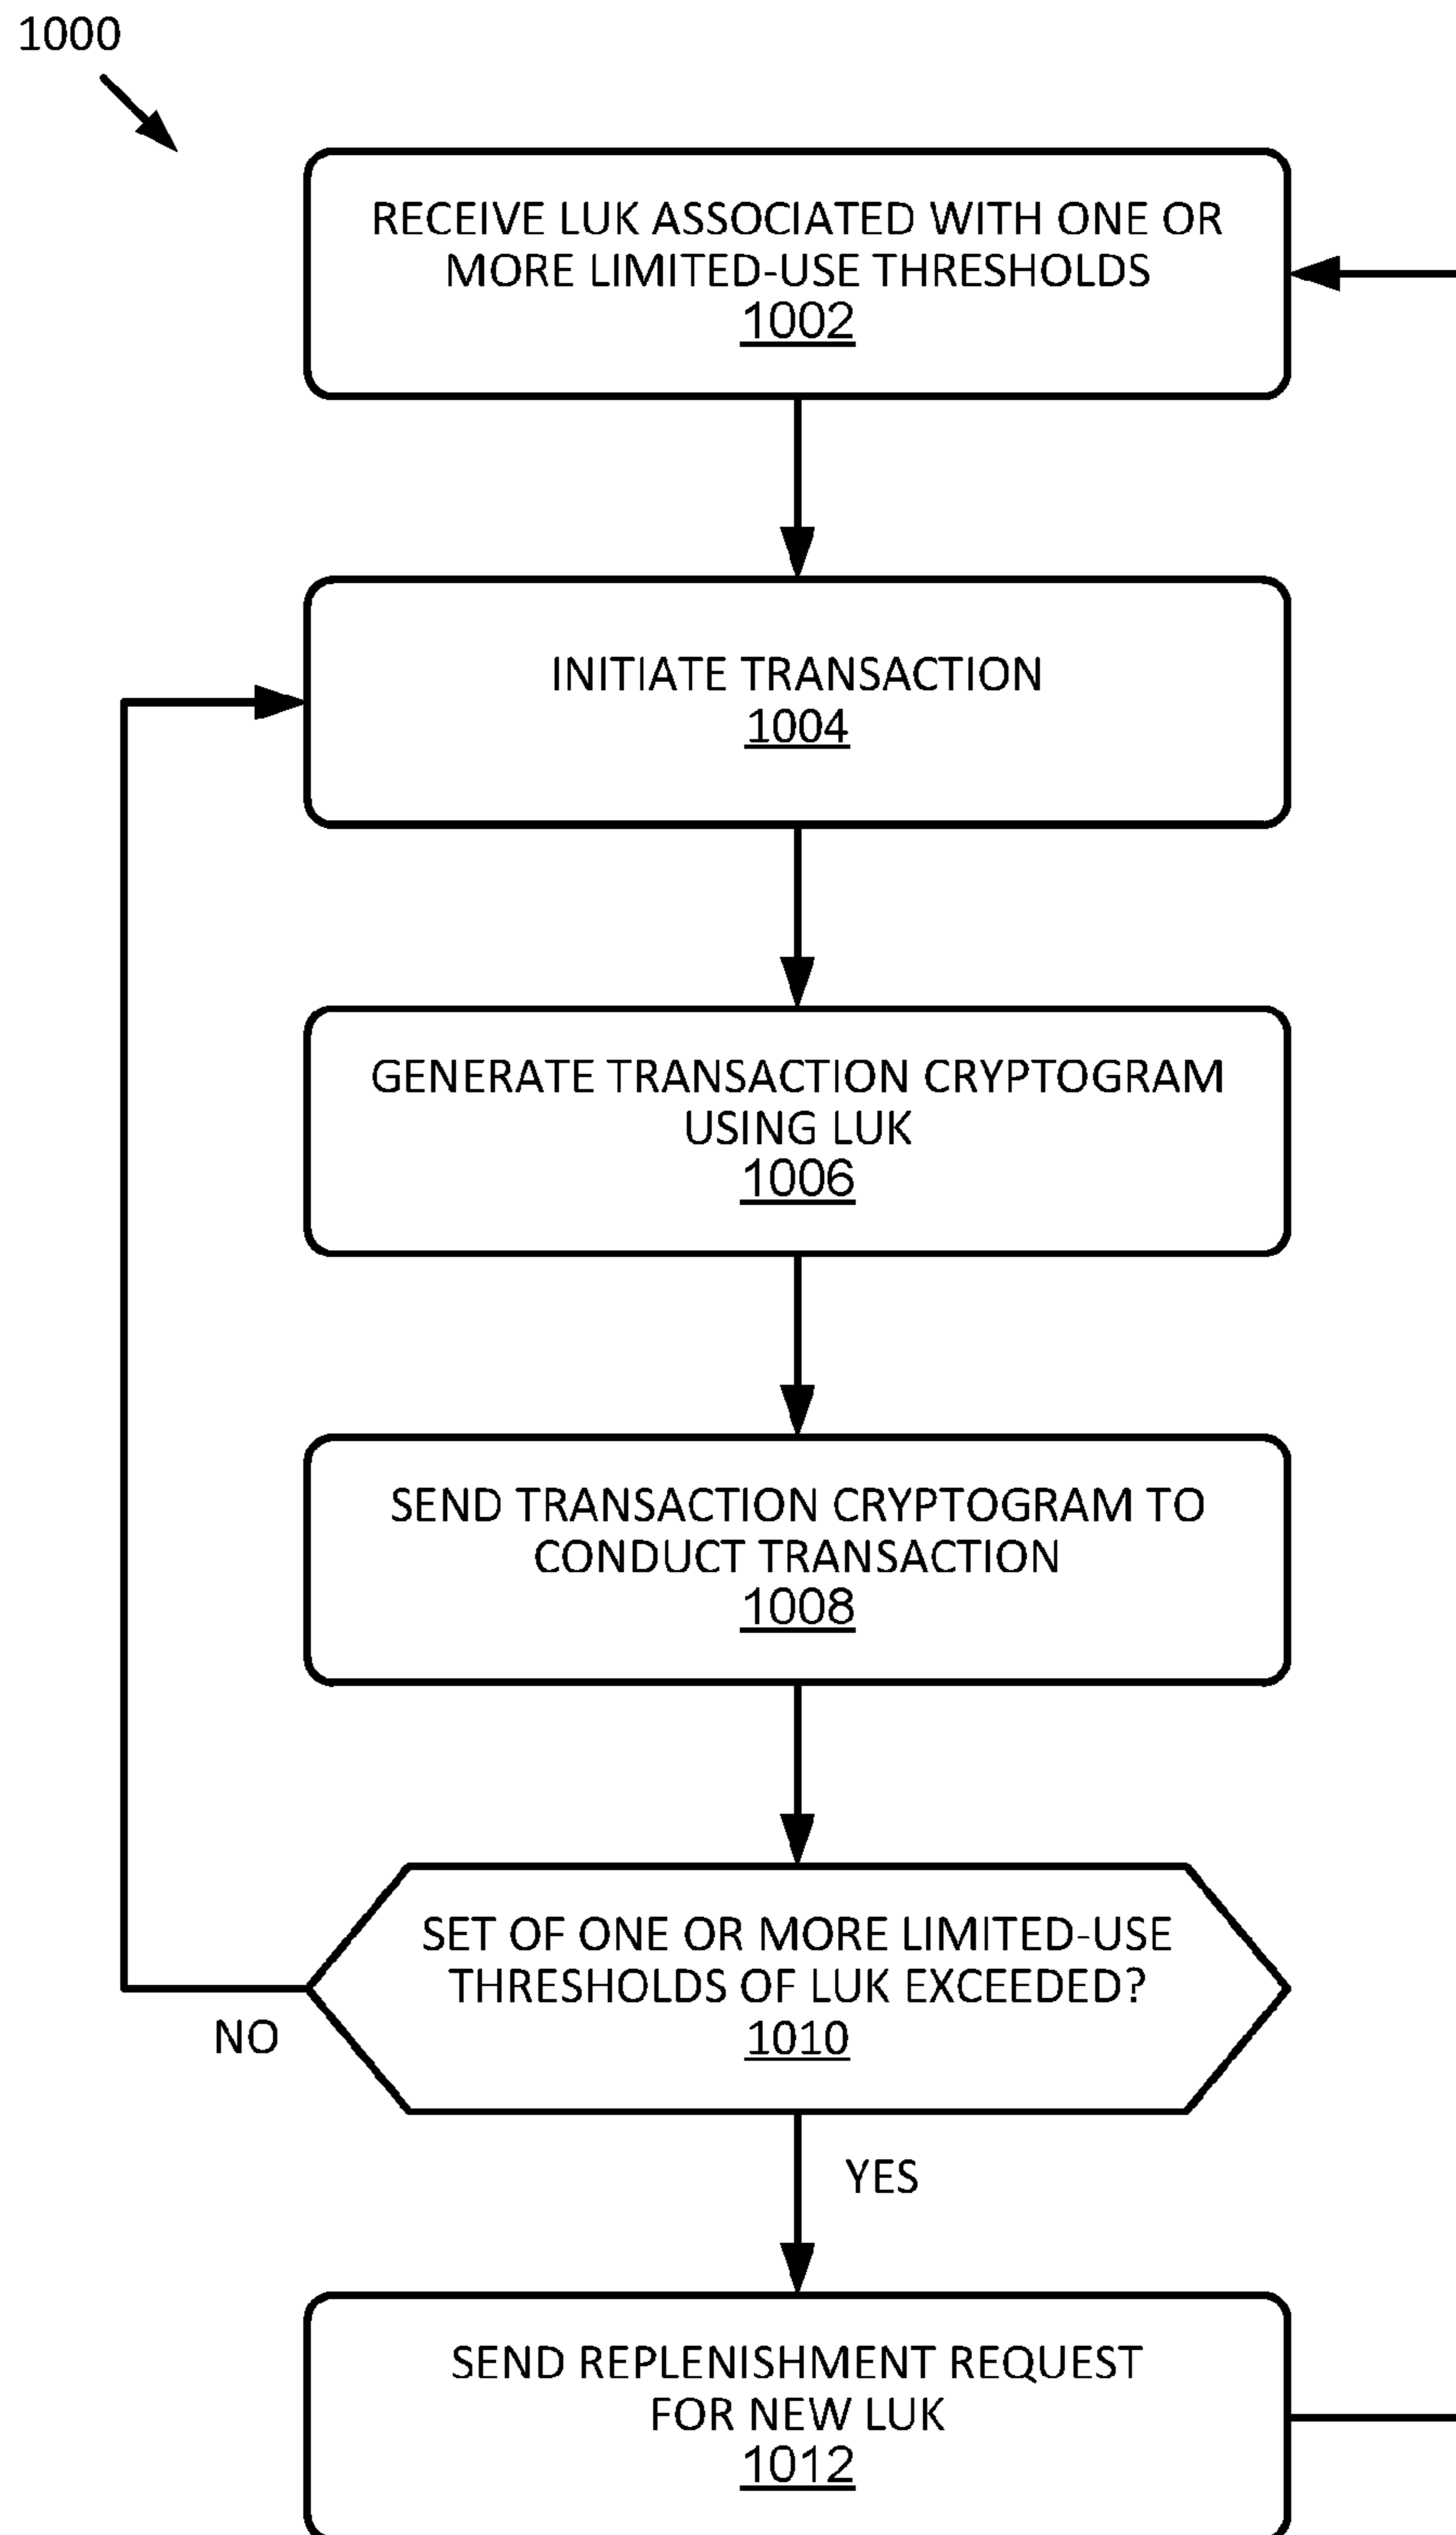 1000
RECEIVE LUK ASSOCIATED WITH ONE OR
MORE LIMITED-USE THRESHOLDS
1002
INITIATE TRANSACTION
1004
GENERATE TRANSACTION CRYPTOGRAM
USING LUK
1006
SEND TRANSACTION CRYPTOGRAM TO
CONDUCT TRANSACTION
1008
SET OF ONE OR MORE LIMITED-USE
THRESHOLDS OF LUK EXCEEDED?
1010
NO
YES
SEND REPLENISHMENT REQUEST
FOR NEW LUK
1012